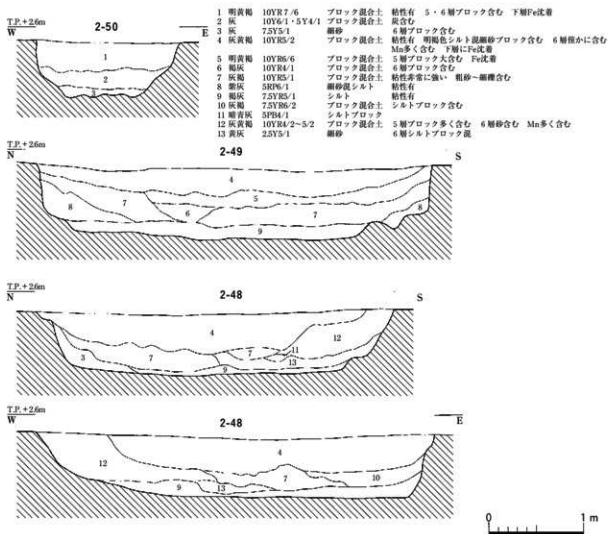 T.P.+2.6m
W 2-50 E
1 2 3
1 明黄褐 10YR7/6 ブロック混合土 粘性有 5・6層ブロック含む 下層Fe沈着
2 灰 10Y6/1・5Y4/1 ブロック混合土 炭含む
3 灰 7.5Y5/1 細砂 6層ブロック含む
4 灰黄褐 10YR5/2 ブロック混合土 粘性有 明褐色シルト混細砂ブロック含む 6層僅かに含む
Mn多く含む 下層にFe沈着
5 明黄褐 10YR6/6 ブロック混合土 5層ブロック大含む Fe沈着
6 褐灰 10YR4/1 ブロック混合土 6層ブロック含む
7 灰褐 10YR5/1 ブロック混合土 粘性非常に強い 粗砂~細礫含む
8 紫灰 5RP6/1 細砂混シルト 粘性有
9 褐灰 7.5YR5/1 シルト 粘性有
10 灰褐 7.5YR6/2 ブロック混合土 シルトブロック含む
11 暗青灰 5PB4/1 シルトブロック
12 灰黄褐 10YR4/2~5/2 ブロック混合土 5層ブロック多く含む 6層砂含む Mn多く含む
13 黄灰 2.5Y5/1 細砂 6層シルトブロック混
T.P.+2.6m
N 2-49 S
4
5
8 7 6 7 8
9
T.P.+2.6m
N 2-48 S
4
12
3 7 7 11
9 13
T.P.+2.6m
W 2-48 E
4
12
7 10
9 13
0 1 m